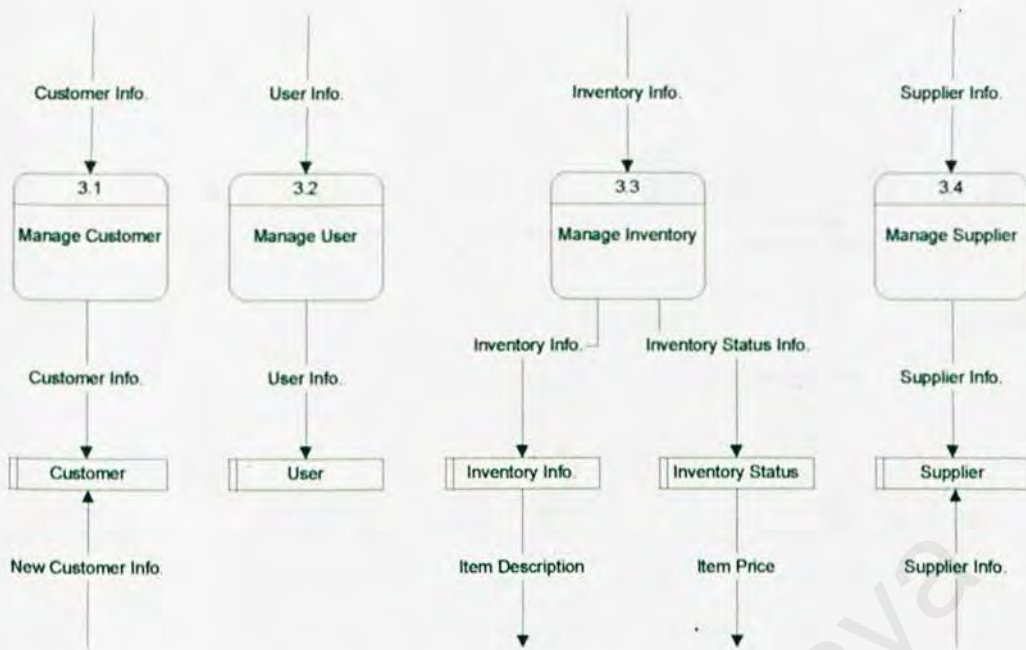 Customer Info.
User Info.
Inventory Info.
Supplier Info.
3.1
3.2
3.3
3.4
Manage Customer
Manage User
Manage Inventory
Manage Supplier
Inventory Info.
Inventory Status Info.
Customer Info.
User Info.
Supplier Info.
Customer
User
Inventory Info.
Inventory Status
Supplier
New Customer Info.
Item Description
Item Price
Supplier Info.